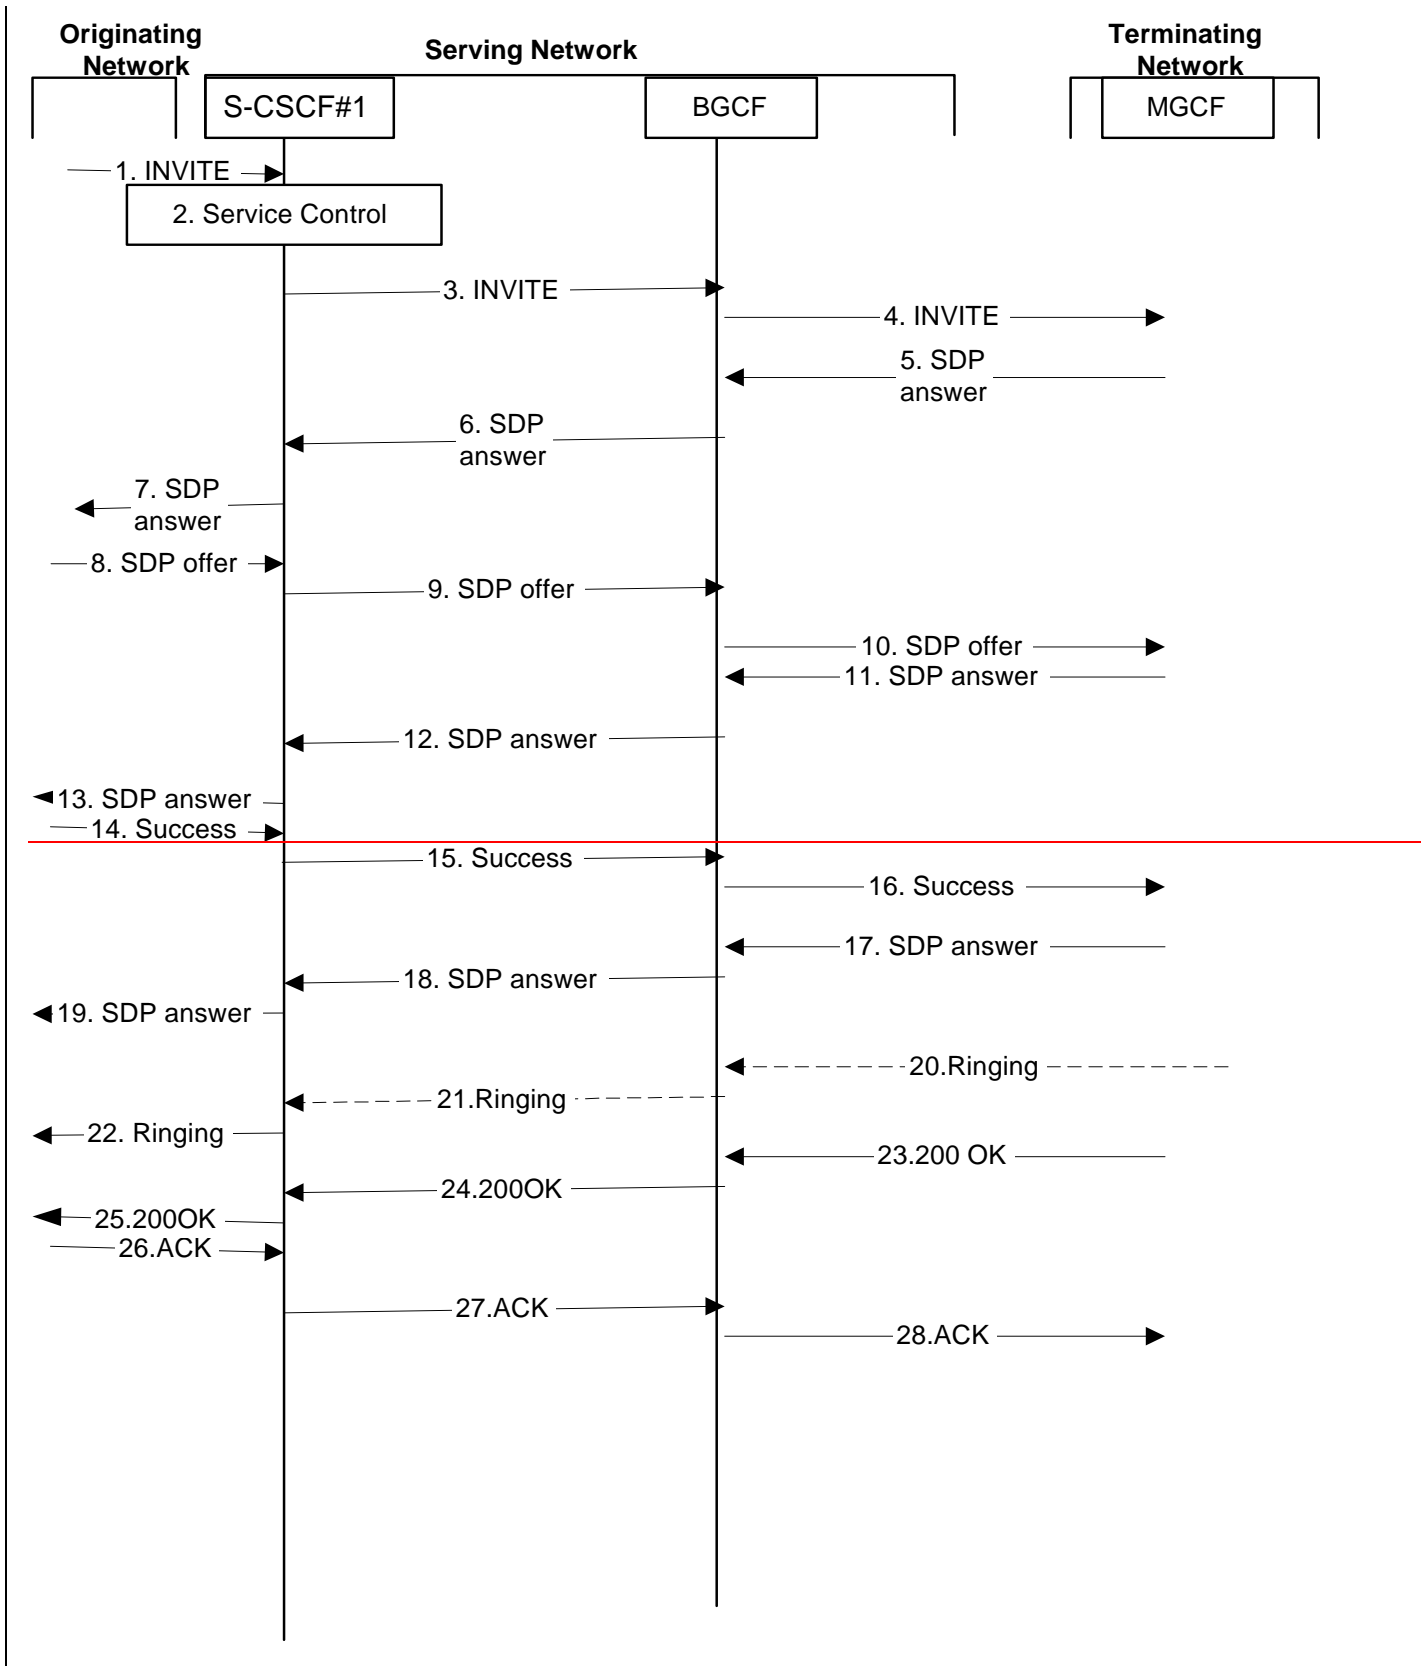 Originating
Network
Serving Network
Terminating
Network
S-CSCF#1
BGCF
MGCF
1. INVITE
2. Service Control
3. INVITE
4. INVITE
5. SDP
answer
6. SDP
answer
7. SDP
answer
8. SDP offer
9. SDP offer
10. SDP offer
11. SDP answer
12. SDP answer
13. SDP answer
14. Success
15. Success
16. Success
17. SDP answer
18. SDP answer
19. SDP answer
20.Ringing
21.Ringing
22. Ringing
23.200 OK
24.200OK
25.200OK
26.ACK
27.ACK
28.ACK